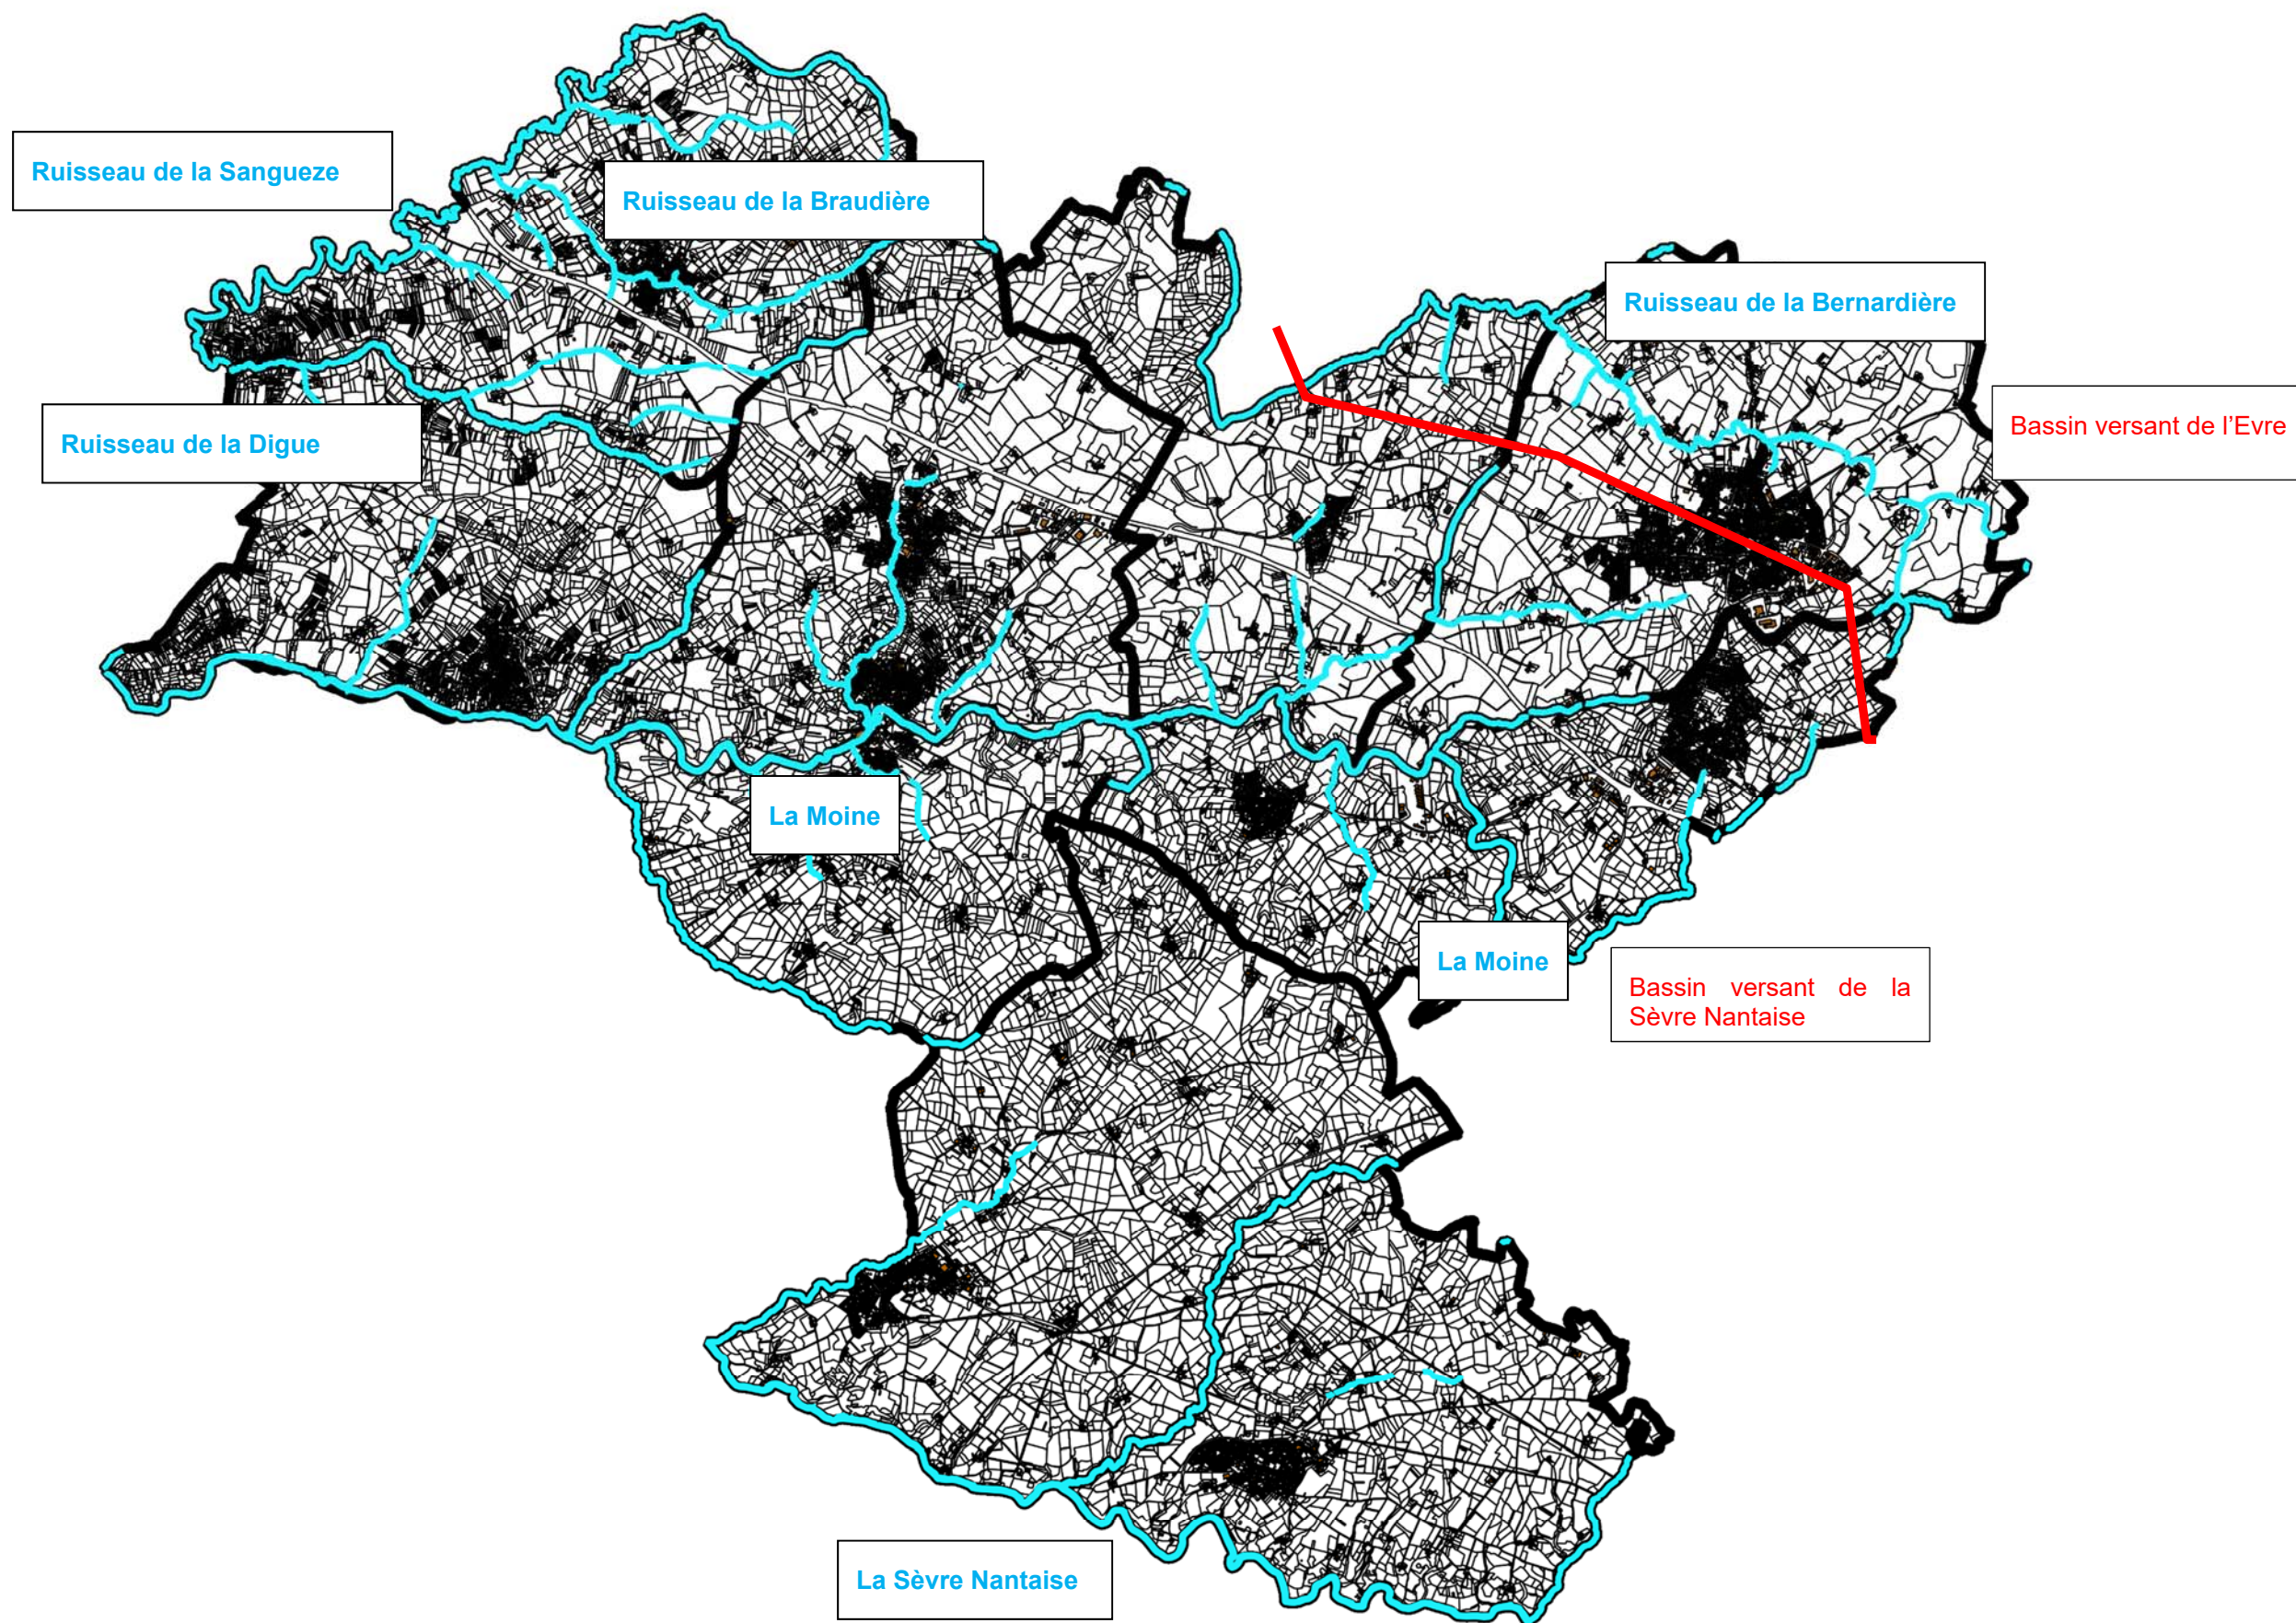 Ruisseau de la Sangueze
Ruisseau de la Braudière
Ruisseau de la Bernardière
Bassin versant de l’Evre
Ruisseau de la Digue
La Moine
La Moine
Bassin versant de la
Sèvre Nantaise
La Sèvre Nantaise